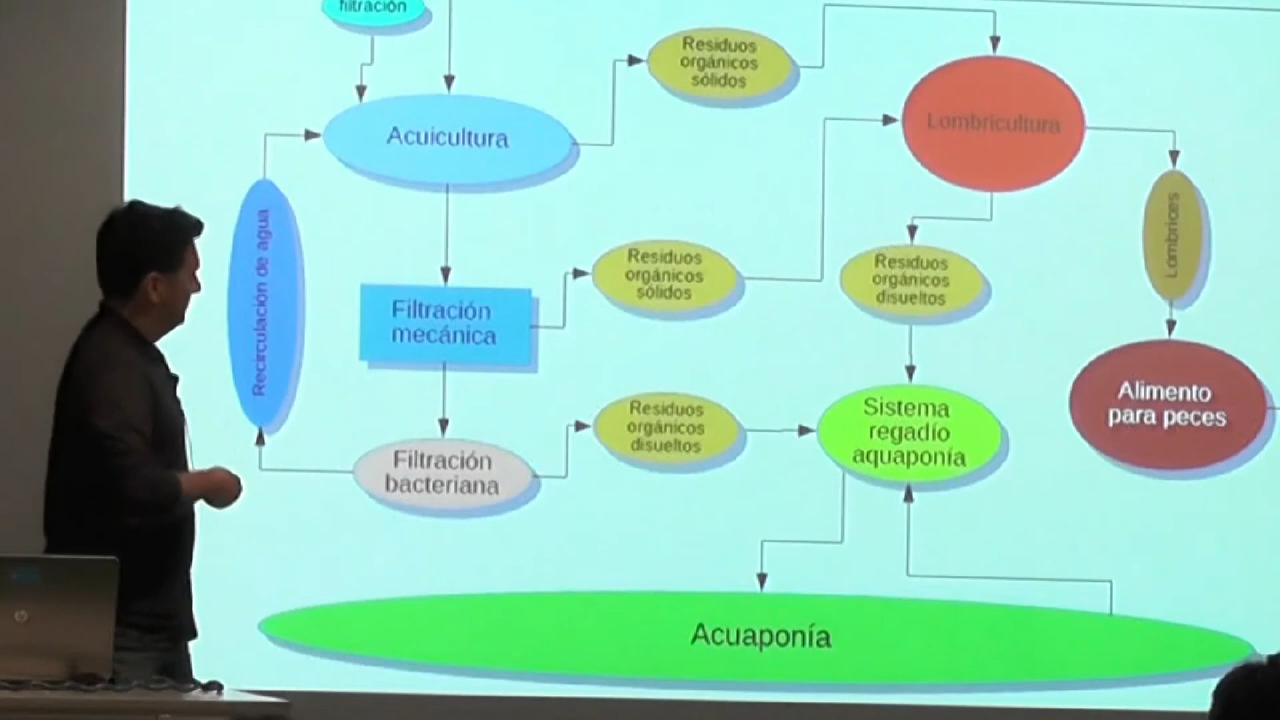 filtración
Residuos
orgánicos
sólidos
Acuicultura
Lombricultura
Recirculación de agua
Lombrices
Residuos
orgánicos
sólidos
Residuos
orgánicos
disueltos
Filtración
mecánica
Alimento
para peces
Residuos
orgánicos
disueltos
Sistema
regadío
aquaponía
Filtración
bacteriana
Acuaponía
hp